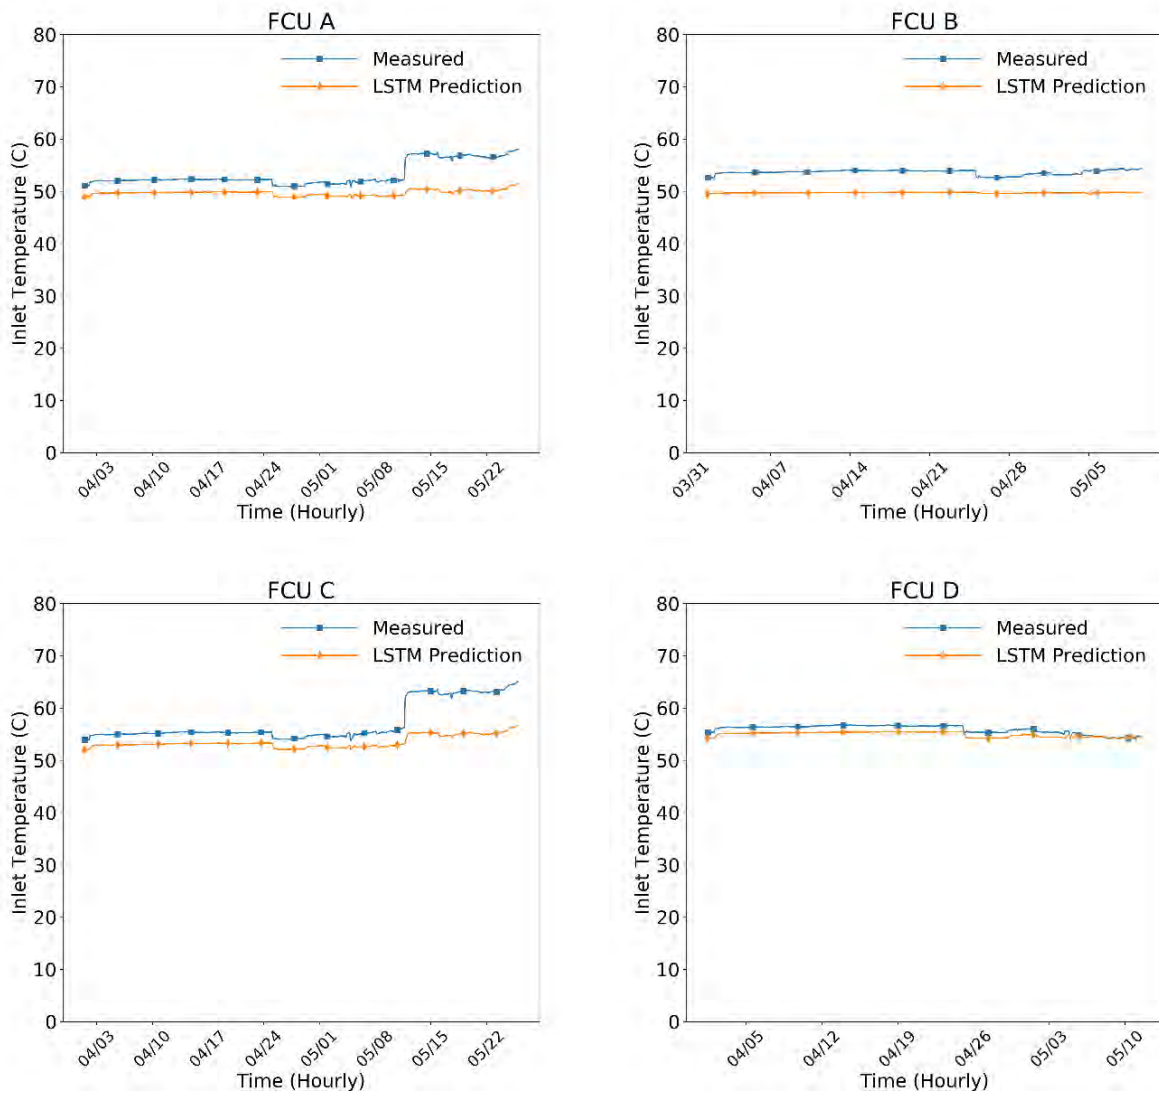 FCU A
80
70
60
50
40
30
20
10
0
Inlet Temperature (C)
Measured
LSTM Prediction
04/03 04/10 04/17 04/24 05/01 05/08 05/15 05/22
Time (Hourly)
FCU B
80
70
60
50
40
30
20
10
0
Inlet Temperature (C)
Measured
LSTM Prediction
03/31 04/07 04/14 04/21 04/28 05/05
Time (Hourly)
FCU C
80
70
60
50
40
30
20
10
0
Inlet Temperature (C)
Measured
LSTM Prediction
04/03 04/10 04/17 04/24 05/01 05/08 05/15 05/22
Time (Hourly)
FCU D
80
70
60
50
40
30
20
10
0
Inlet Temperature (C)
Measured
LSTM Prediction
04/05 04/12 04/19 04/26 05/03 05/10
Time (Hourly)